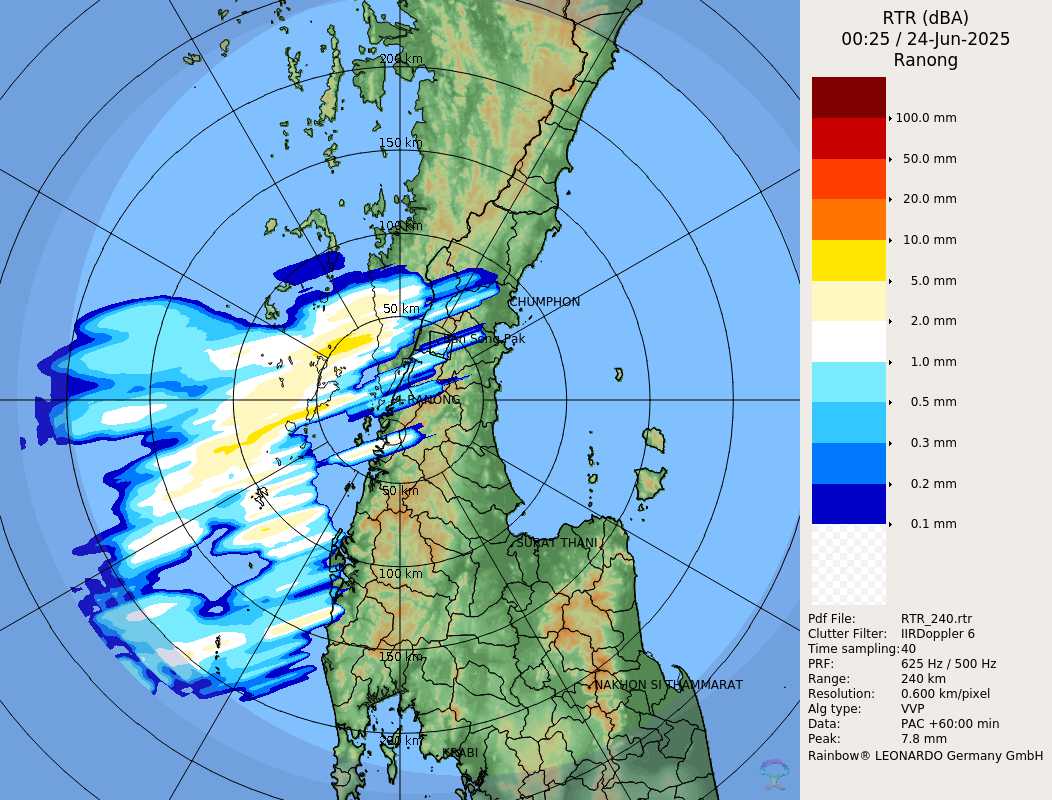 RTR (dBA)
00:25 / 24-Jun-2025
Ranong
100.0 mm
50.0 mm
20.0 mm
10.0 mm
5.0 mm
2.0 mm
1.0 mm
0.5 mm
0.3 mm
0.2 mm
0.1 mm
Pdf File: RTR_240.rtr
Clutter Filter: IIRDoppler 6
Time sampling:40
PRF: 625 Hz / 500 Hz
Range: 240 km
Resolution: 0.600 km/pixel
Alg type: VVP
Data: PAC +60:00 min
Peak: 7.8 mm
Rainbow® LEONARDO Germany GmbH
200 km
150 km
100 km
50 km
CHUMPHON
RANONG
50 km
SURAT THANI
100 km
150 km
NAKHON SI THAMMARAT
200 km
KRABI